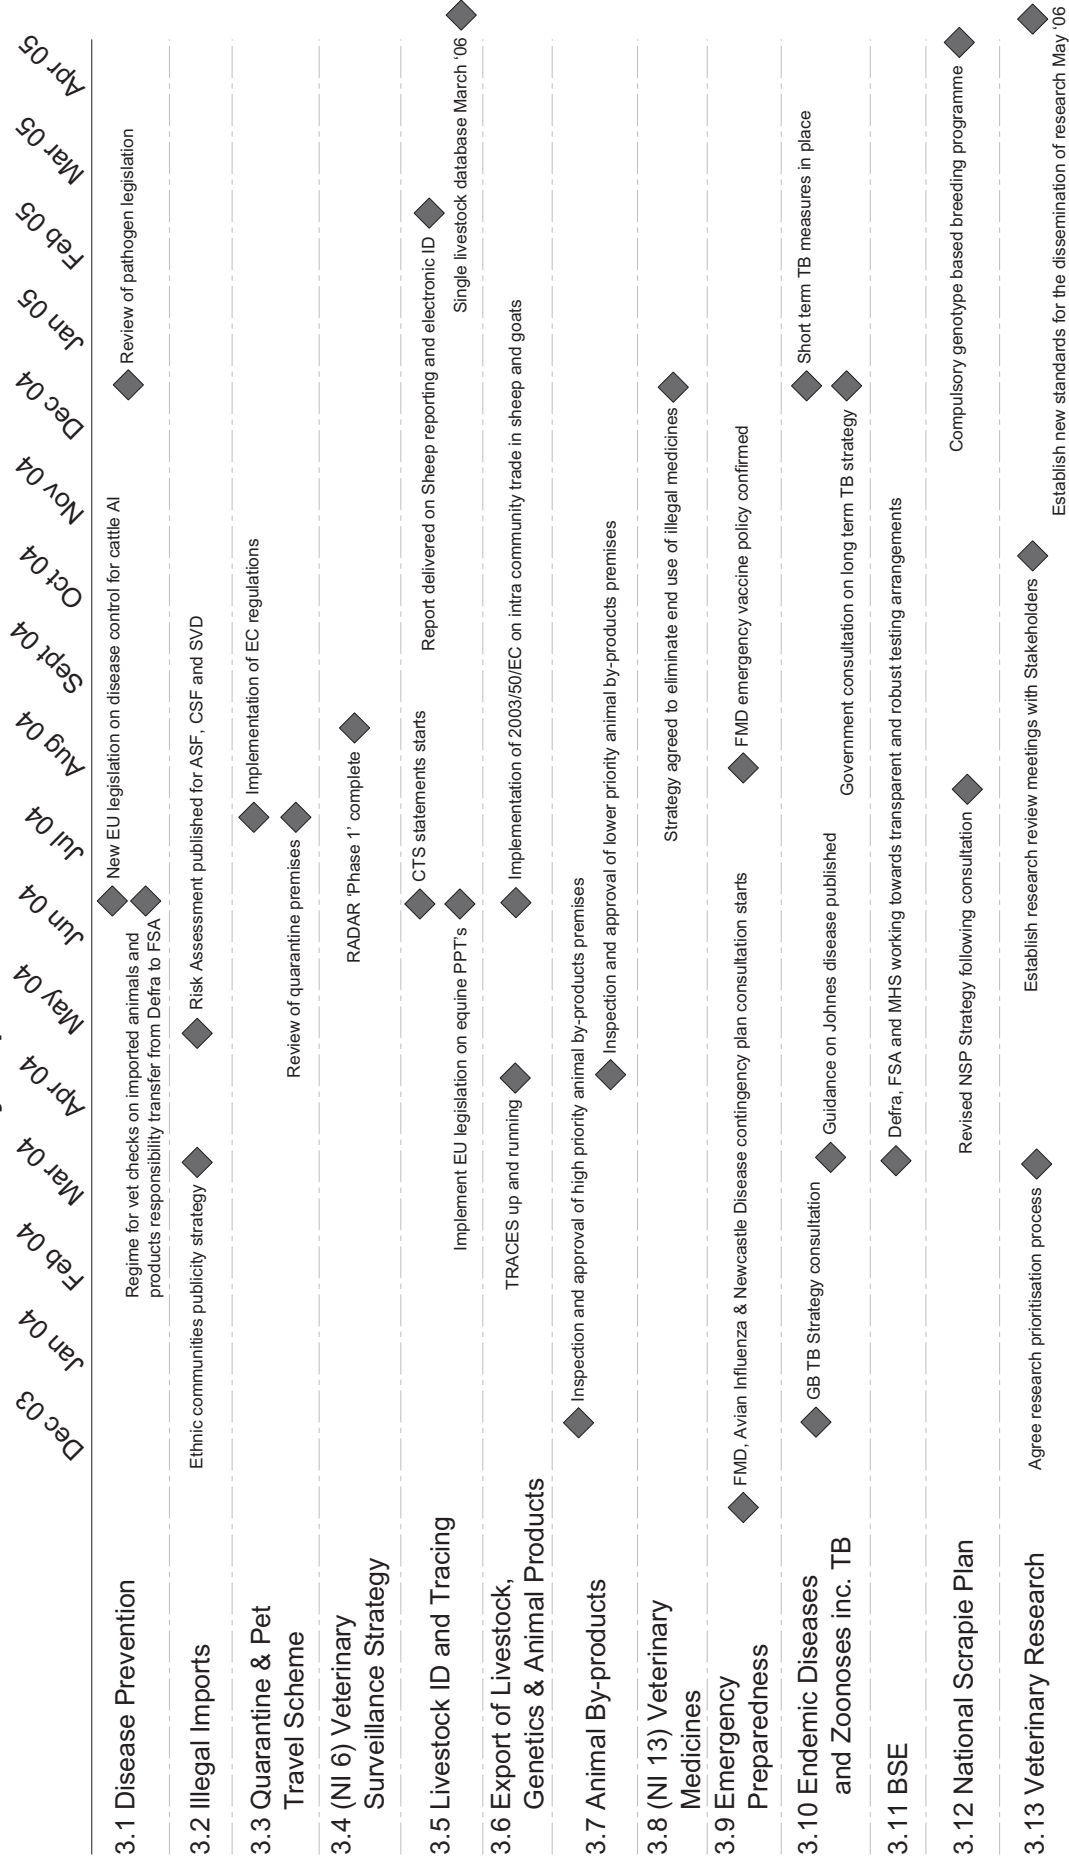 Dec 03
Jan 04
Feb 04
Mar 04
Apr 04
May 04
Jun 04
Jul 04
Aug 04
Sept 04
Oct 04
Nov 04
Dec 04
Jan 05
Feb 05
Mar 05
Apr 05
3.1 Disease Prevention
New EU legislation on disease control for cattle AI
Regime for vet checks on imported animals and
products responsibility transfer from Defra to FSA
Review of pathogen legislation
3.2 Illegal Imports
Ethnic communities publicity strategy
Risk Assessment published for ASF, CSF and SVD
3.3 Quarantine & Pet
Travel Scheme
Implementation of EC regulations
Review of quarantine premises
3.4 (NI 6) Veterinary
Surveillance Strategy
RADAR ‘Phase 1’ complete
3.5 Livestock ID and Tracing
CTS statements starts
Report delivered on Sheep reporting and electronic ID
Implement EU legislation on equine PPT’s
Single livestock database March ‘06
3.6 Export of Livestock,
Genetics & Animal Products
TRACES up and running
Implementation of 2003/50/EC on intra community trade in sheep and goats
3.7 Animal By-products
Inspection and approval of high priority animal by-products premises
Inspection and approval of lower priority animal by-products premises
3.8 (NI 13) Veterinary
Medicines
Strategy agreed to eliminate end use of illegal medicines
3.9 Emergency
Preparedness
FMD, Avian Influenza & Newcastle Disease contingency plan consultation starts
FMD emergency vaccine policy confirmed
3.10 Endemic Diseases
and Zoonoses inc. TB
Short term TB measures in place
GB TB Strategy consultation
Guidance on Johnes disease published
Government consultation on long term TB strategy
3.11 BSE
Defra, FSA and MHS working towards transparent and robust testing arrangements
3.12 National Scrapie Plan
Revised NSP Strategy following consultation
Compulsory genotype based breeding programme
3.13 Veterinary Research
Agree research prioritisation process
Establish research review meetings with Stakeholders
Establish new standards for the dissemination of research May ‘06